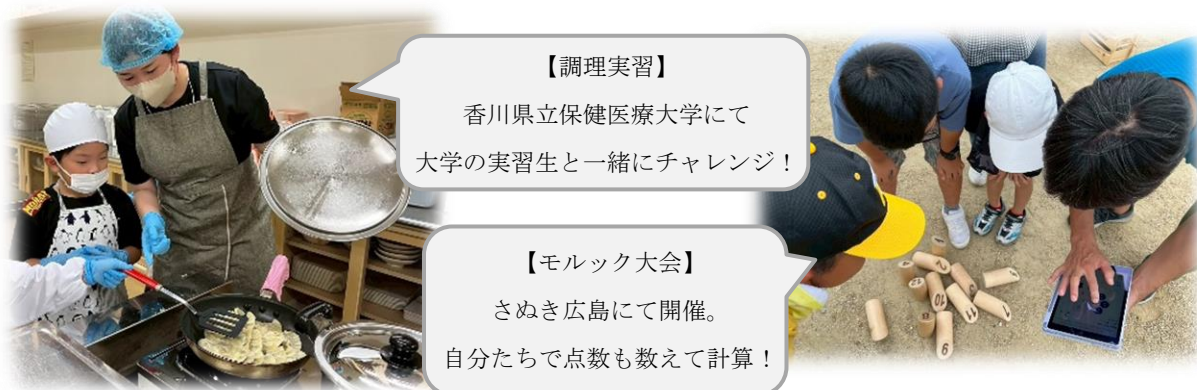 【調理実習】
香川県立保健医療大学にて
大学の実習生と一緒にチャレンジ！
【モルック大会】
さぬき広島にて開催。
自分たちで点数も数えて計算！